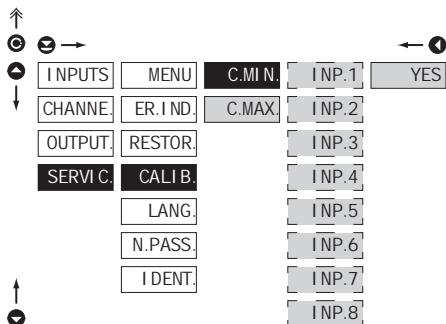 INPUTS MENU C.MIN. INP.1 YES
CHANNE. ER.IND. C.MAX. INP.2
OUTPUT. RESTOR. INP.3
SERVIC. CALIB. INP.4
LANG. INP.5
N.PASS. INP.6
IDENT. INP.7
INP.8